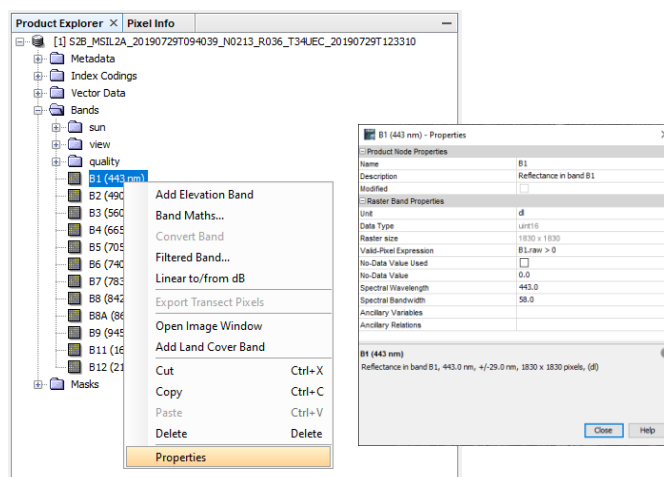 Product Explorer × Pixel Info
[1] S2B_MSIL2A_20190729T094039_N0213_R036_T34UEC_20190729T123310
Metadata
Index Codings
Vector Data
Bands
sun
view
quality
B1 (443 nm)
B2 (490
B3 (560
B4 (665
B5 (705
B6 (740
B7 (783
B8 (842
B8A (86
B9 (945
B11 (16
B12 (21
Masks
Add Elevation Band
Band Maths...
Convert Band
Filtered Band...
Linear to/from dB
Export Transect Pixels
Open Image Window
Add Land Cover Band
Cut Ctrl+X
Copy Ctrl+C
Paste Ctrl+V
Delete Delete
Properties
B1 (443 nm) - Properties
Product Node Properties
Name B1
Description Reflectance in band B1
Modified
Raster Band Properties
Unit dl
Data Type uint16
Raster size 1830 x 1830
Valid-Pixel Expression B1.raw > 0
No-Data Value Used
No-Data Value 0.0
Spectral Wavelength 443.0
Spectral Bandwidth 58.0
Ancillary Variables
Ancillary Relations
B1 (443 nm)
Reflectance in band B1, 443.0 nm, +/-29.0 nm, 1830 x 1830 pixels, (dl)
Close Help